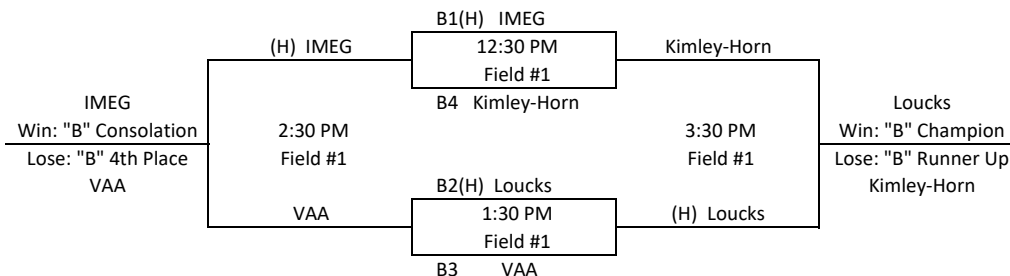 B1(H) IMEG
(H) IMEG 12:30 PM Kimley-Horn
Field #1
B4 Kimley-Horn
IMEG Loucks
Win: "B" Consolation 2:30 PM 3:30 PM Win: "B" Champion
Lose: "B" 4th Place Field #1 Field #1 Lose: "B" Runner Up
VAA B2(H) Loucks Kimley-Horn
VAA 1:30 PM (H) Loucks
Field #1
B3 VAA